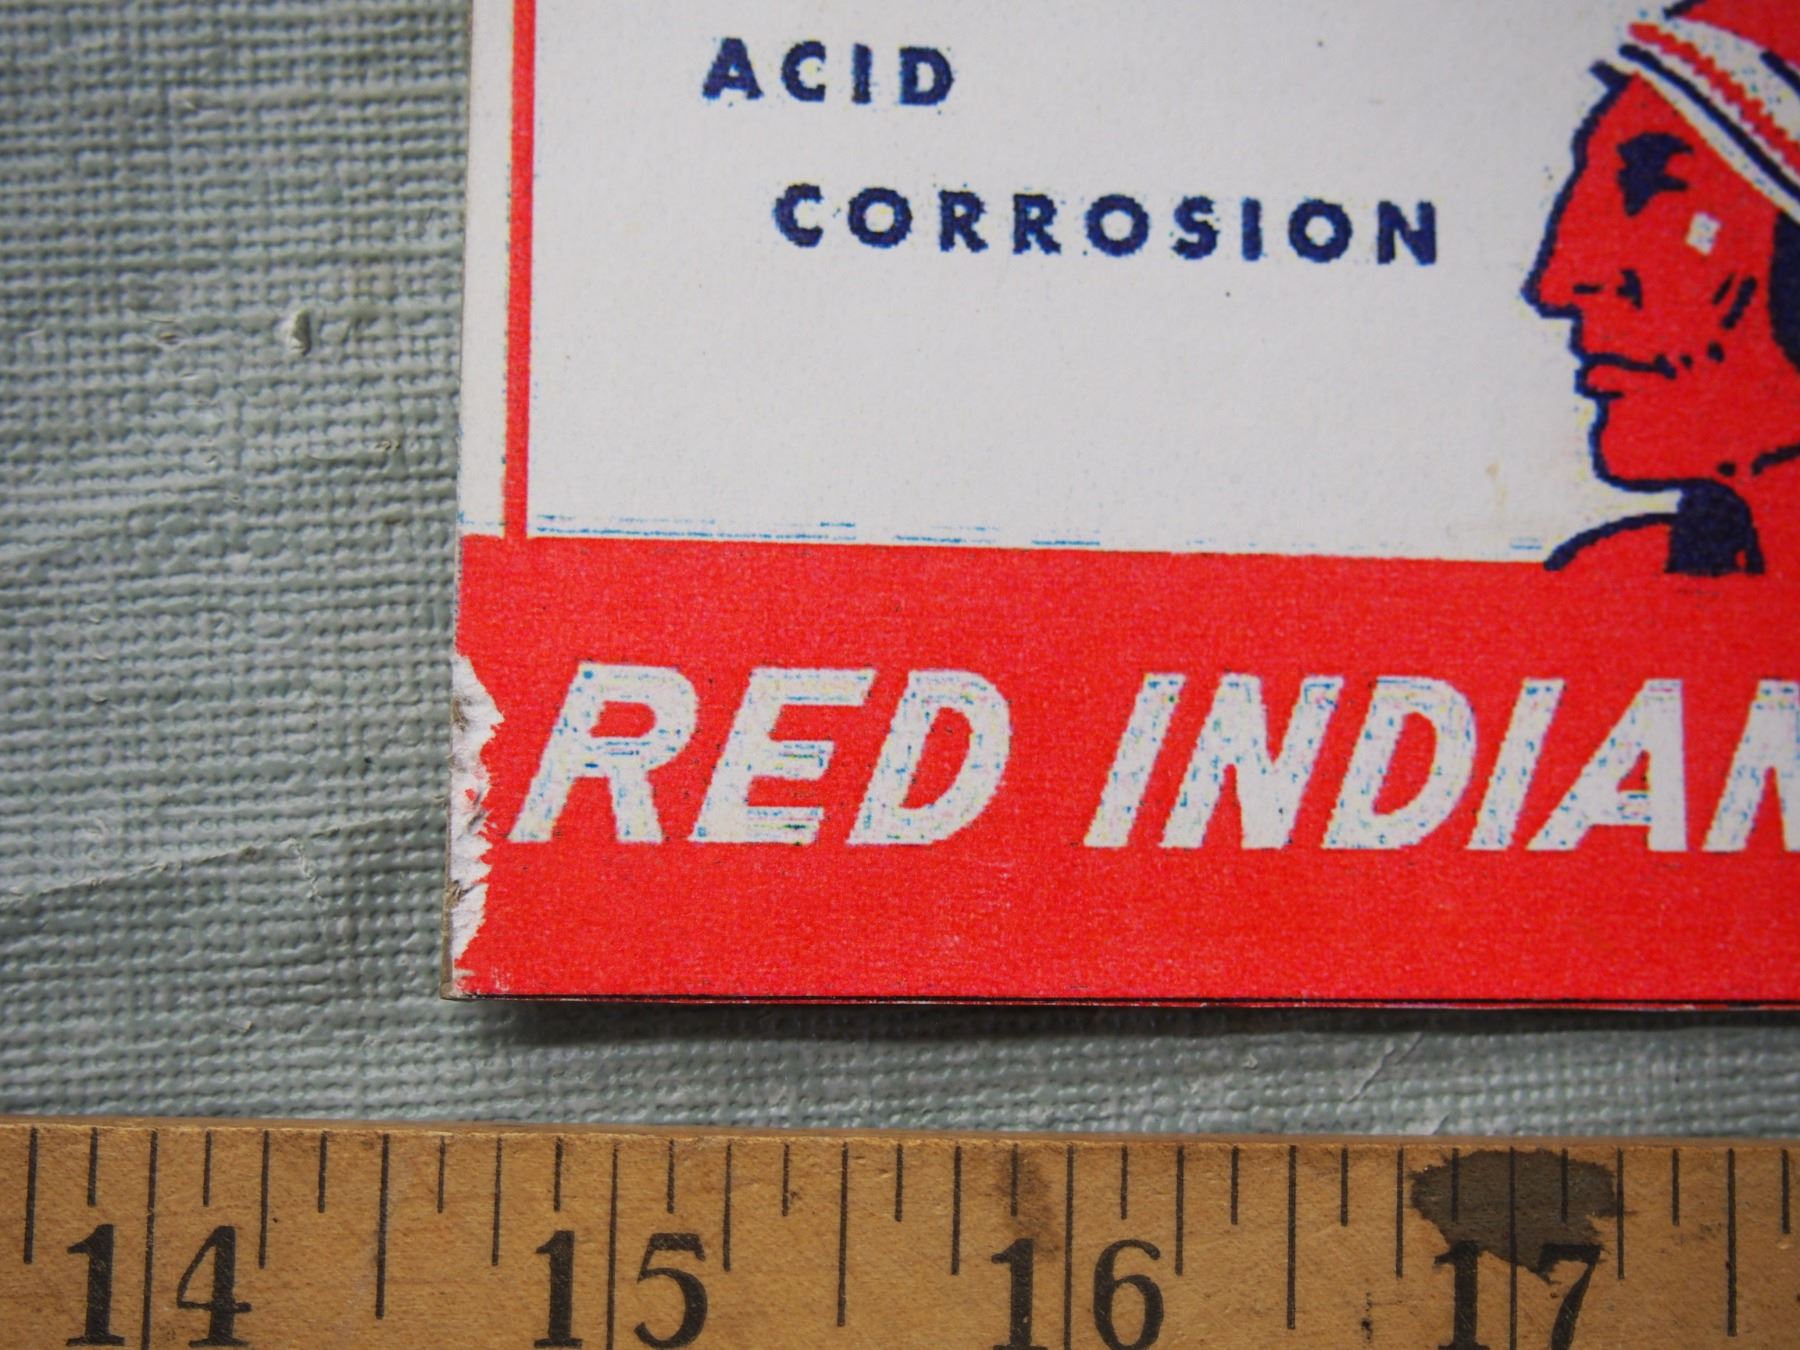 ACID
CORROSION
RED INDIAN
14 15 16 17